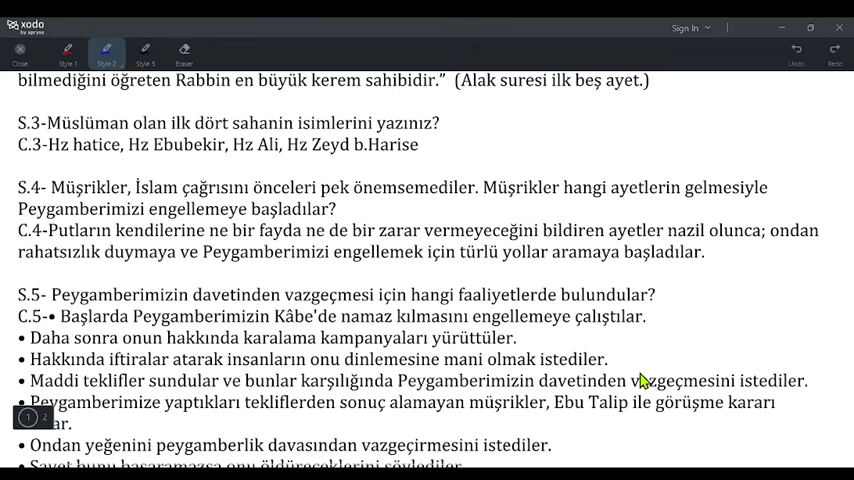 xodo
by apryse
Sign In
Close
Style 1
Style 2
Style 3
Eraser
Undo
Redo
bilmediğini öğreten Rabbin en büyük kerem sahibidir.” (Alak suresi ilk beş ayet.)
S.3-Müslüman olan ilk dört sahanin isimlerini yazınız?
C.3-Hz hatice, Hz Ebubekir, Hz Ali, Hz Zeyd b.Harise
S.4- Müşrikler, İslam çağrısını önceleri pek önemsemediler. Müşrikler hangi ayetlerin gelmesiyle
Peygamberimizi engellemeye başladılar?
C.4-Putların kendilerine ne bir fayda ne de bir zarar vermeyeceğini bildiren ayetler nazil olunca; ondan
rahatsızlık duymaya ve Peygamberimizi engellemek için türlü yollar aramaya başladılar.
S.5- Peygamberimizin davetinden vazgeçmesi için hangi faaliyetlerde bulundular?
C.5-• Başlarda Peygamberimizin Kâbe'de namaz kılmasını engellemeye çalıştılar.
• Daha sonra onun hakkında karalama kampanyaları yürüttüler.
• Hakkında iftiralar atarak insanların onu dinlemesine mani olmak istediler.
• Maddi teklifler sundular ve bunlar karşılığında Peygamberimizin davetinden vazgeçmesini istediler.
• Peygamberimize yaptıkları tekliflerden sonuç alamayan müşrikler, Ebu Talip ile görüşme kararı
1 2
• Ondan yeğenini peygamberlik davasından vazgeçirmesini istediler.
• Şayet bunu başaramazsa onu öldüreceklerini söylediler.